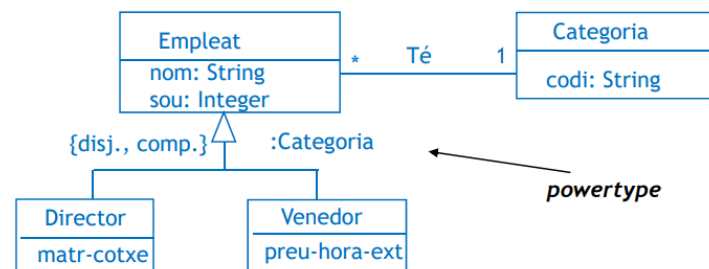 Empleat
nom: String
sou: Integer
* Té 1
Categoria
codi: String
{disj., comp.} :Categoria
powertype
Director
matr-cotxe
Venedor
preu-hora-ext